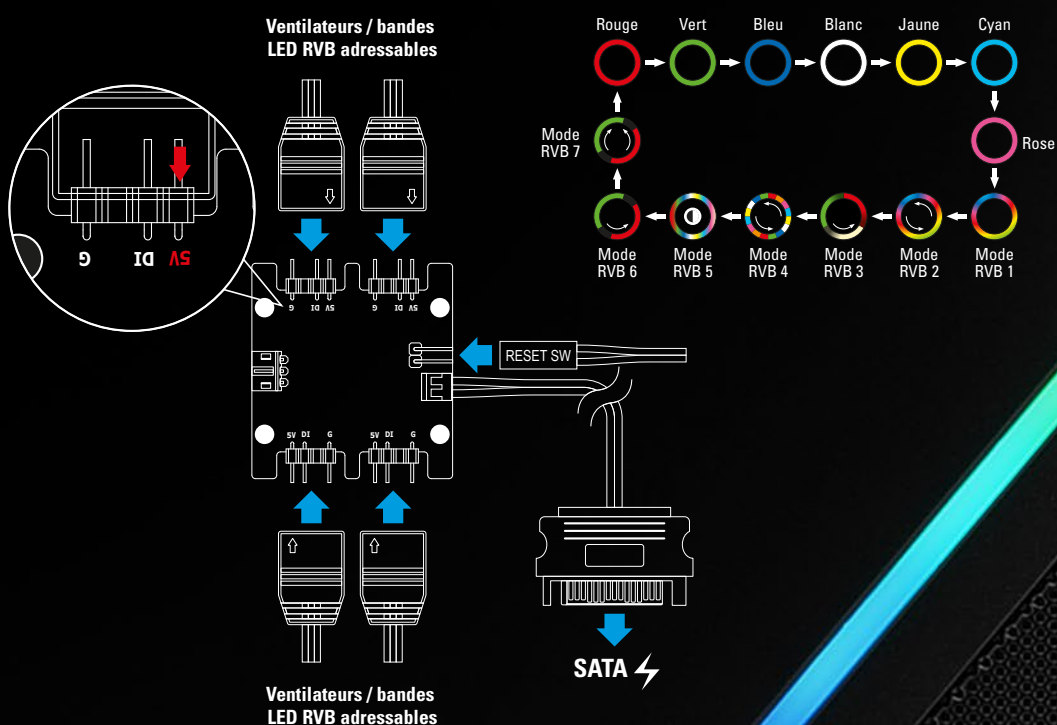 Ventilateurs / bandes
LED RVB adressables
Rouge
Vert
Bleu
Blanc
Jaune
Cyan
Rose
Mode
RVB 7
Mode
RVB 6
Mode
RVB 5
Mode
RVB 4
Mode
RVB 3
Mode
RVB 2
Mode
RVB 1
G DI 5V
G DI 5V
G DI 5V
RESET SW
5V DI G
5V DI G
SATA
Ventilateurs / bandes
LED RVB adressables